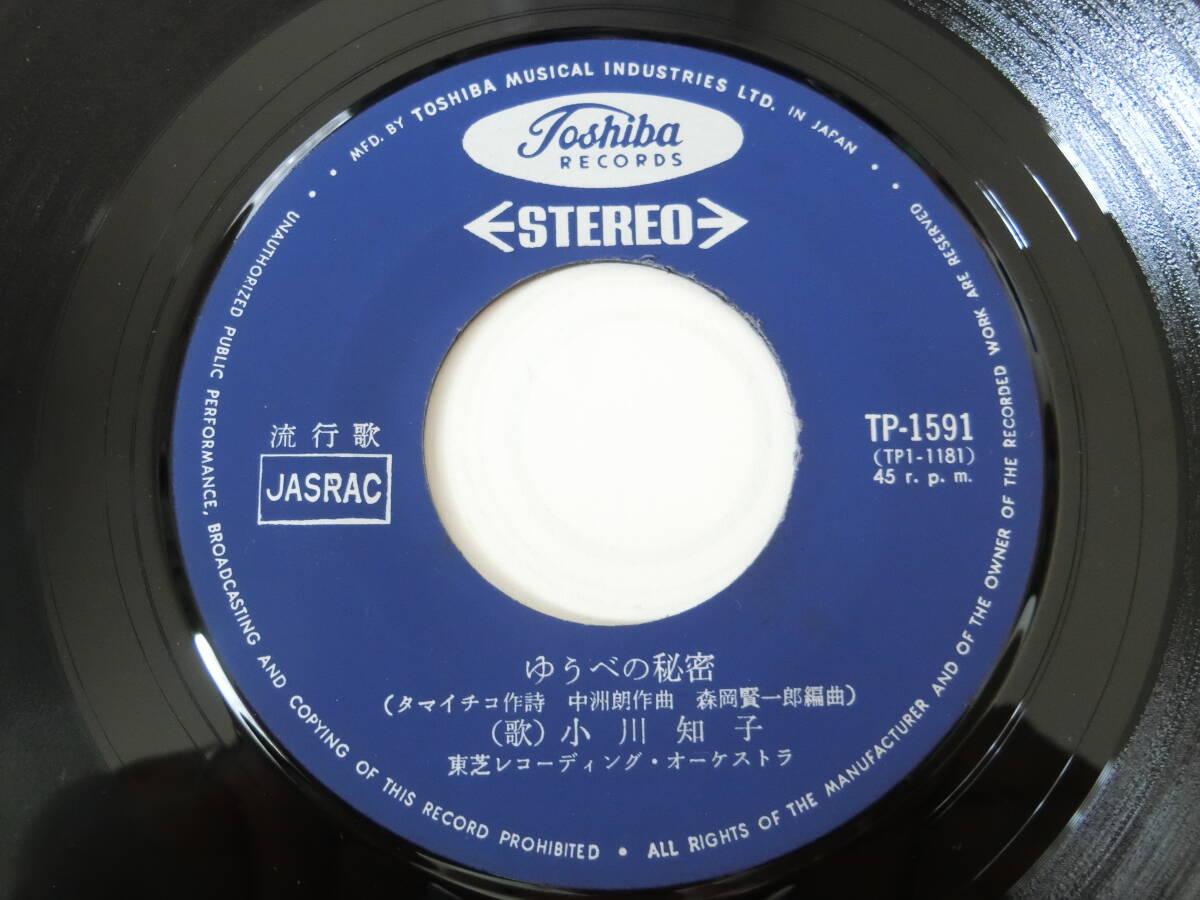 MFD. BY TOSHIBA MUSICAL INDUSTRIES LTD. IN JAPAN
Toshiba
RECORDS
STEREO
流行歌
JASRAC
TP-1591
(TP1-1181)
45 r. p. m.
ゆうべの秘密
(タマイチコ作詩 中洲朗作曲 森岡賢一郎編曲)
(歌) 小川知子
東芝レコーディング・オーケストラ
UNAUTHORIZED PUBLIC PERFORMANCE, BROADCASTING AND COPYING OF THIS RECORD PROHIBITED • ALL RIGHTS OF THE MANUFACTURER AND OF THE OWNER OF THE RECORDED WORK ARE RESERVED